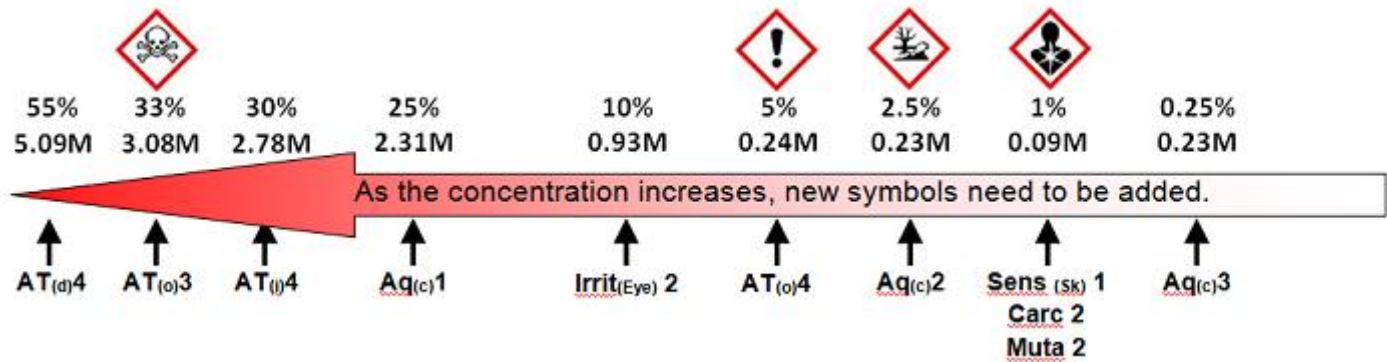 55% 33% 30% 25% 10% 5% 2.5% 1% 0.25%
5.09M 3.08M 2.78M 2.31M 0.93M 0.24M 0.23M 0.09M 0.23M
As the concentration increases, new symbols need to be added.
AT(d)4 AT(o)3 AT(i)4 Aq(c)1 Irrit(Eye) 2 AT(o)4 Aq(c)2 Sens (Sk) 1 Aq(c)3
Carc 2
Muta 2